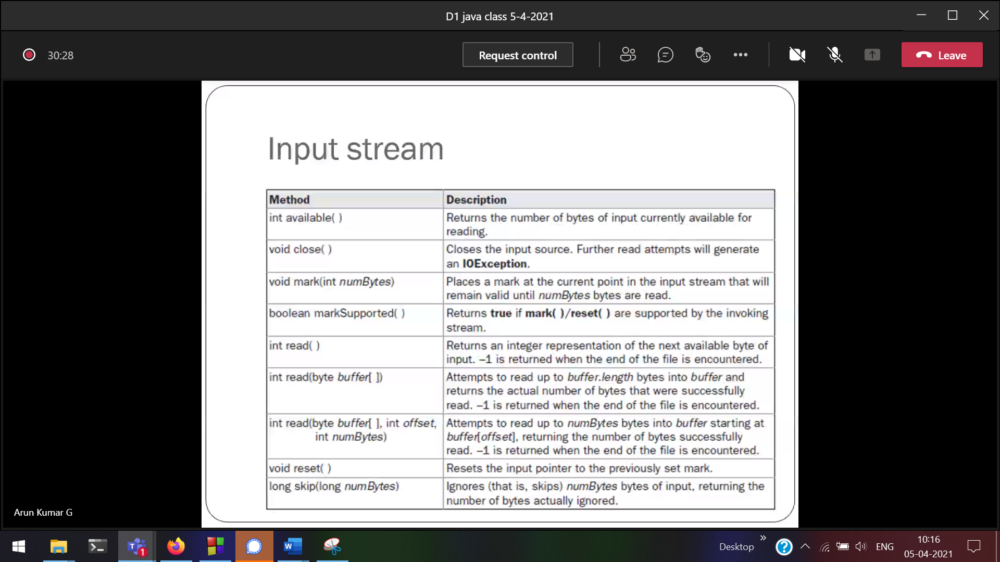 D1 java class 5-4-2021
30:28
Request control
Leave
Input stream
Method Description
int available( ) Returns the number of bytes of input currently available for
reading.
void close( ) Closes the input source. Further read attempts will generate
an IOException.
void mark(int numBytes) Places a mark at the current point in the input stream that will
remain valid until numBytes bytes are read.
boolean markSupported( ) Returns true if mark( )/reset( ) are supported by the invoking
stream.
int read( ) Returns an integer representation of the next available byte of
input. –1 is returned when the end of the file is encountered.
int read(byte buffer[ ]) Attempts to read up to buffer.length bytes into buffer and
returns the actual number of bytes that were successfully
read. –1 is returned when the end of the file is encountered.
int read(byte buffer[ ], int offset, Attempts to read up to numBytes bytes into buffer starting at
int numBytes) buffer[offset], returning the number of bytes successfully
read. –1 is returned when the end of the file is encountered.
void reset( ) Resets the input pointer to the previously set mark.
long skip(long numBytes) Ignores (that is, skips) numBytes bytes of input, returning the
number of bytes actually ignored.
Arun Kumar G
Desktop
ENG
10:16
05-04-2021